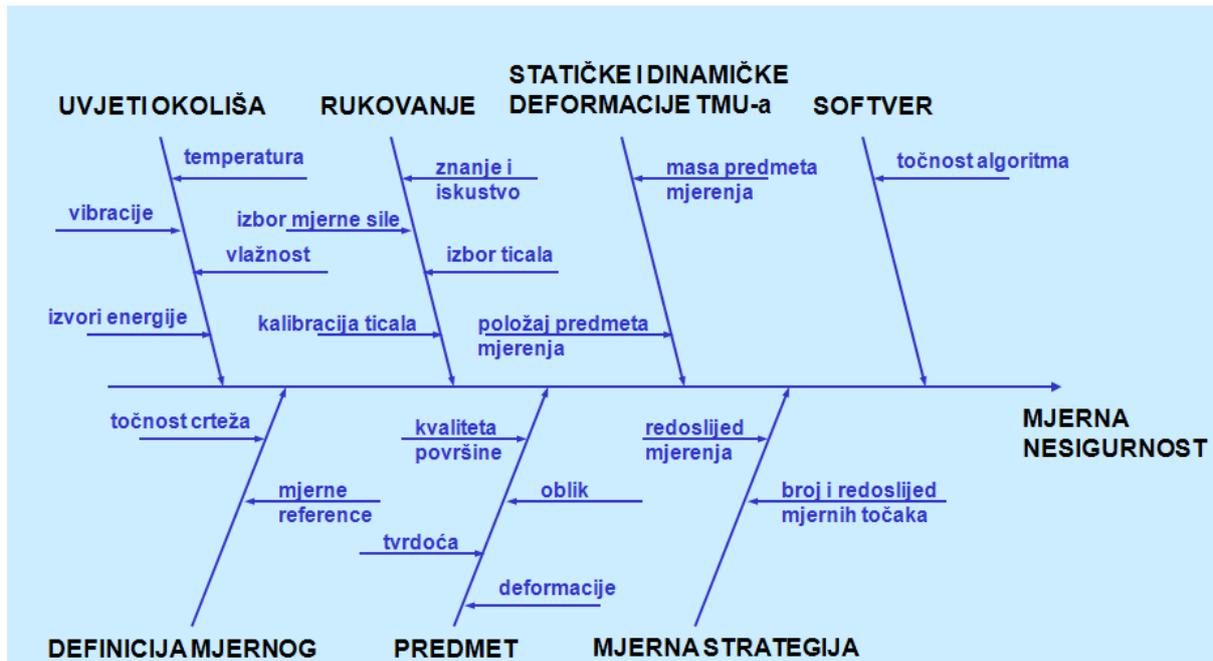 STATIČKE I DINAMIČKE
UVJETI OKOLIŠA
RUKOVANJE
DEFORMACIJE TMU-a
SOFTVER
temperatura
znanje i
iskustvo
masa predmeta
mjerenja
točnost algoritma
vibracije
izbor mjerne sile
vlažnost
izbor ticala
izvori energije
kalibracija ticala
položaj predmeta
mjerenja
točnost crteža
kvaliteta
površine
redoslijed
mjerenja
MJERNA
NESIGURNOST
mjerne
reference
oblik
broj i redoslijed
mjernih točaka
tvrdoća
deformacije
DEFINICIJA MJERNOG
PREDMET
MJERNA STRATEGIJA